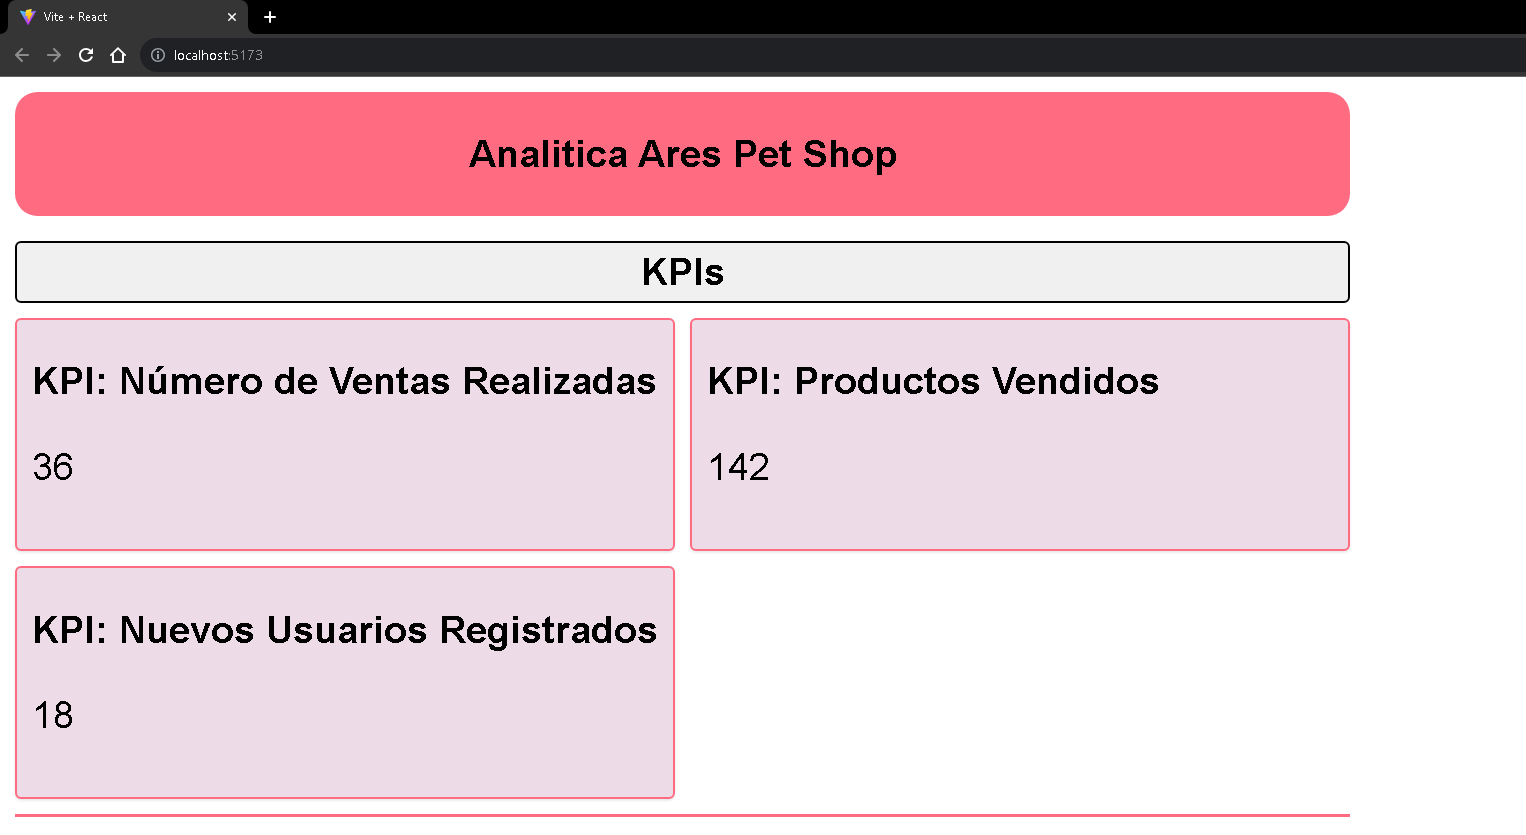 Vite + React
localhost:5173
Analitica Ares Pet Shop
KPIs
KPI: Número de Ventas Realizadas
36
KPI: Productos Vendidos
142
KPI: Nuevos Usuarios Registrados
18